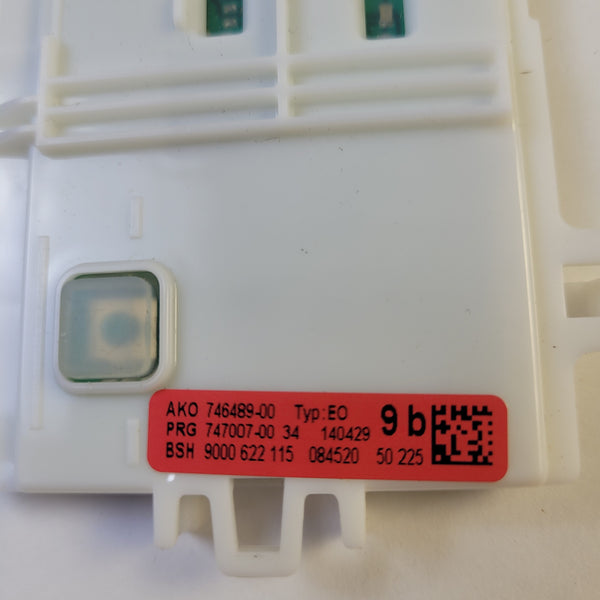 AKO 746489-00 Typ:EO 9 b
PRG 747007-00 34 140429
BSH 9000 622 115 084520 50 225